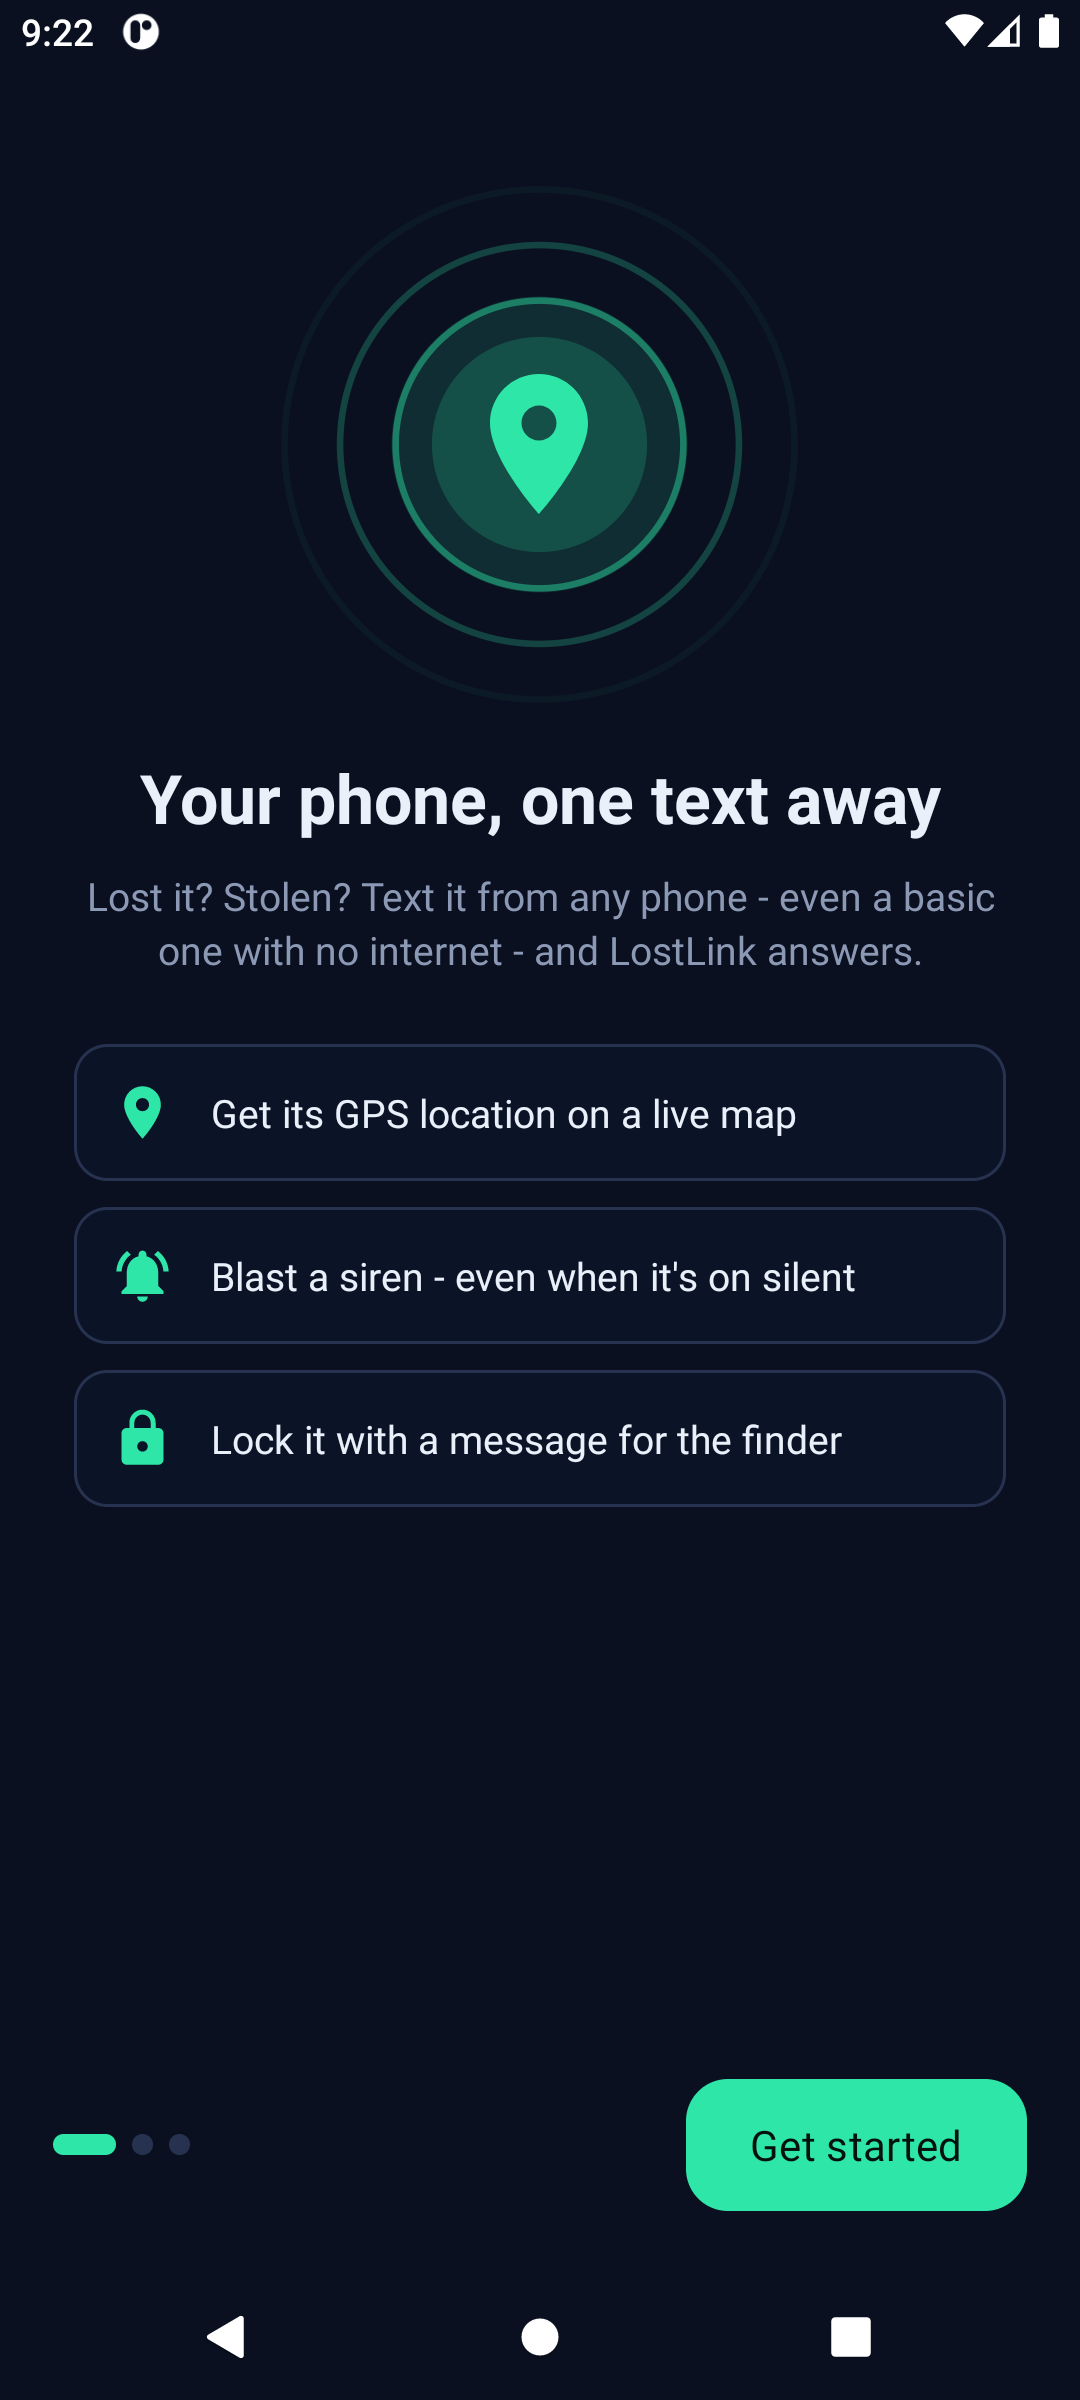 9:22
Your phone, one text away
Lost it? Stolen? Text it from any phone - even a basic
one with no internet - and LostLink answers.
Get its GPS location on a live map
Blast a siren - even when it's on silent
Lock it with a message for the finder
Get started